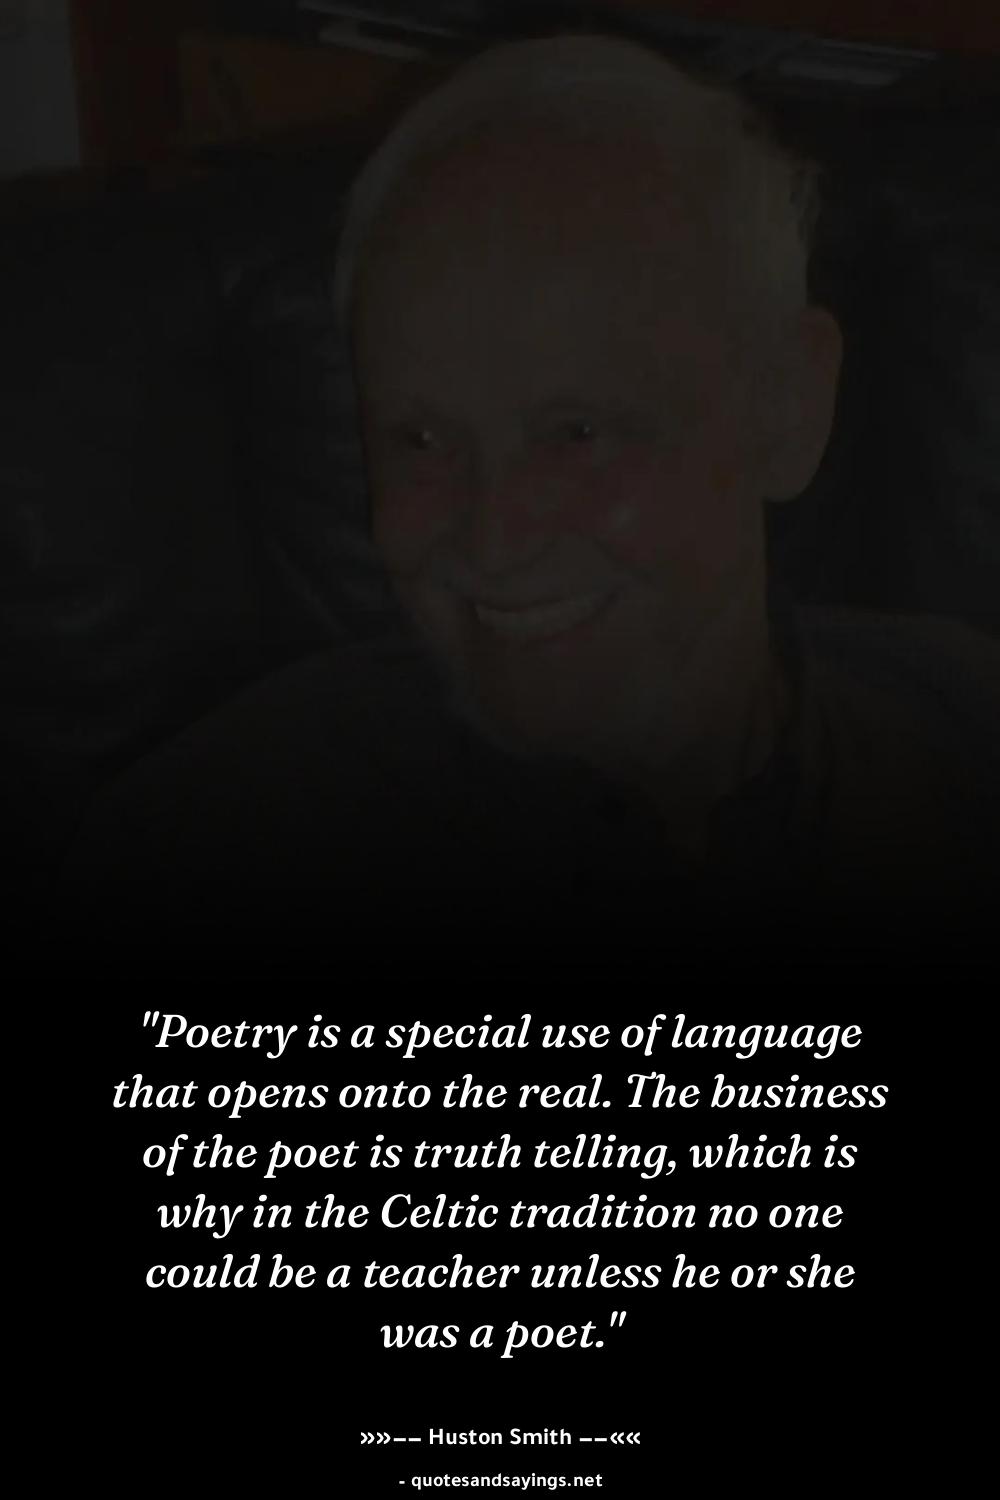 "Poetry is a special use of language
that opens onto the real. The business
of the poet is truth telling, which is
why in the Celtic tradition no one
could be a teacher unless he or she
was a poet."
»»—— Huston Smith ——««
- quotesandsayings.net